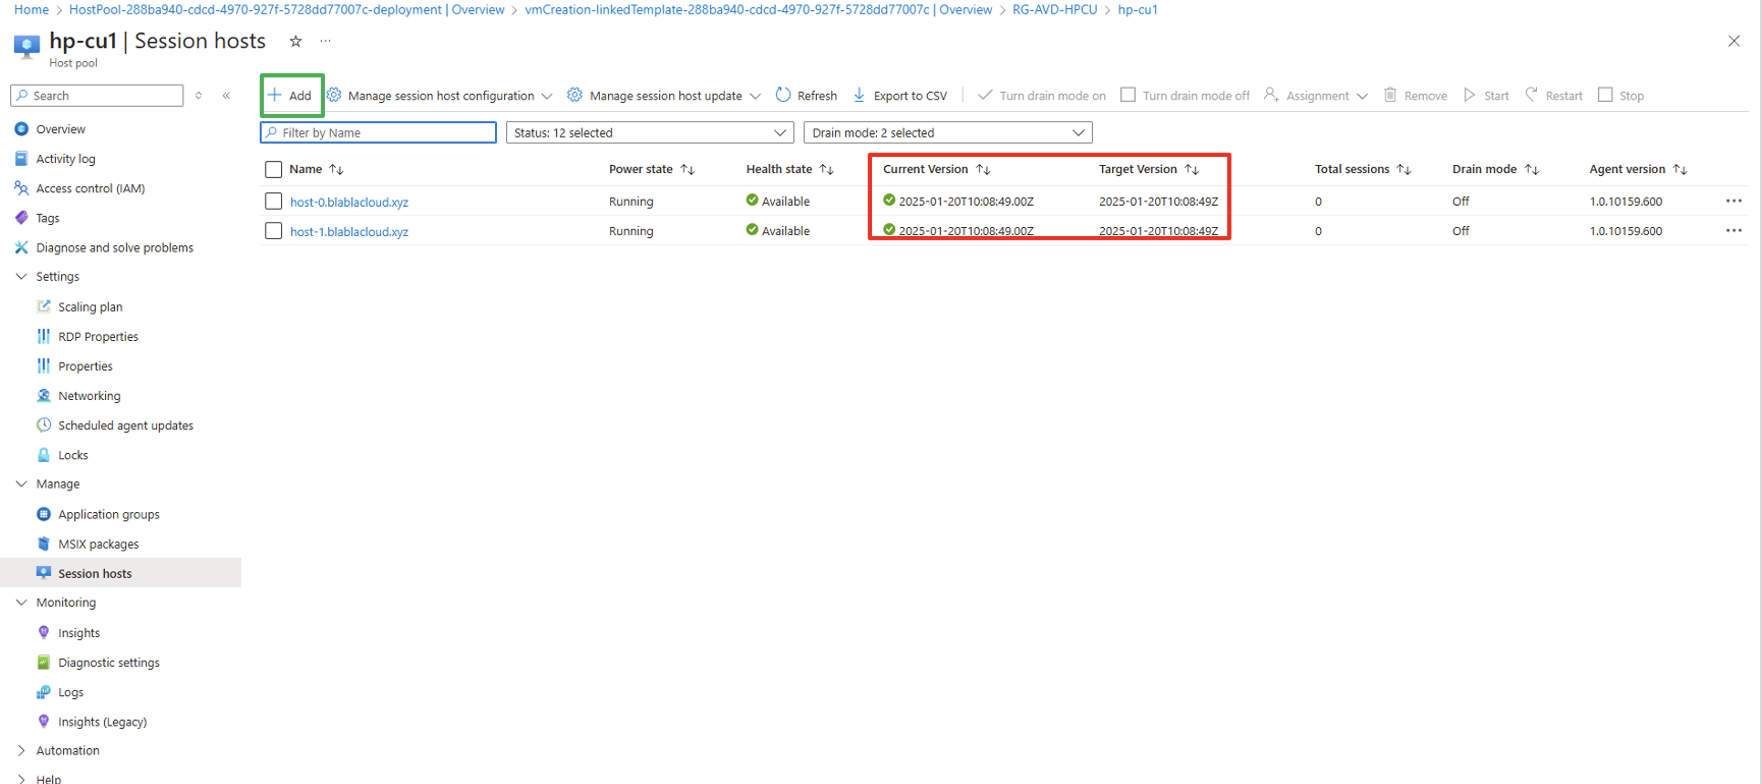 Home > HostPool-288ba940-cdcd-4970-927f-5728dd77007c-deployment | Overview > vmCreation-linkedTemplate-288ba940-cdcd-4970-927f-5728dd77007c | Overview > RG-AVD-HPCU > hp-cu1
hp-cu1 | Session hosts ...
Host pool
Search
Add Manage session host configuration Manage session host update Refresh Export to CSV Turn drain mode on Turn drain mode off Assignment Remove Start Restart Stop
Filter by Name Status: 12 selected Drain mode: 2 selected
Name Power state Health state Current Version Target Version Total sessions Drain mode Agent version
host-0.blablacloud.xyz Running Available 2025-01-20T10:08:49.00Z 2025-01-20T10:08:49Z 0 Off 1.0.10159.600
host-1.blablacloud.xyz Running Available 2025-01-20T10:08:49.00Z 2025-01-20T10:08:49Z 0 Off 1.0.10159.600
Overview
Activity log
Access control (IAM)
Tags
Diagnose and solve problems
Settings
Scaling plan
RDP Properties
Properties
Networking
Scheduled agent updates
Locks
Manage
Application groups
MSIX packages
Session hosts
Monitoring
Insights
Diagnostic settings
Logs
Insights (Legacy)
Automation
Help